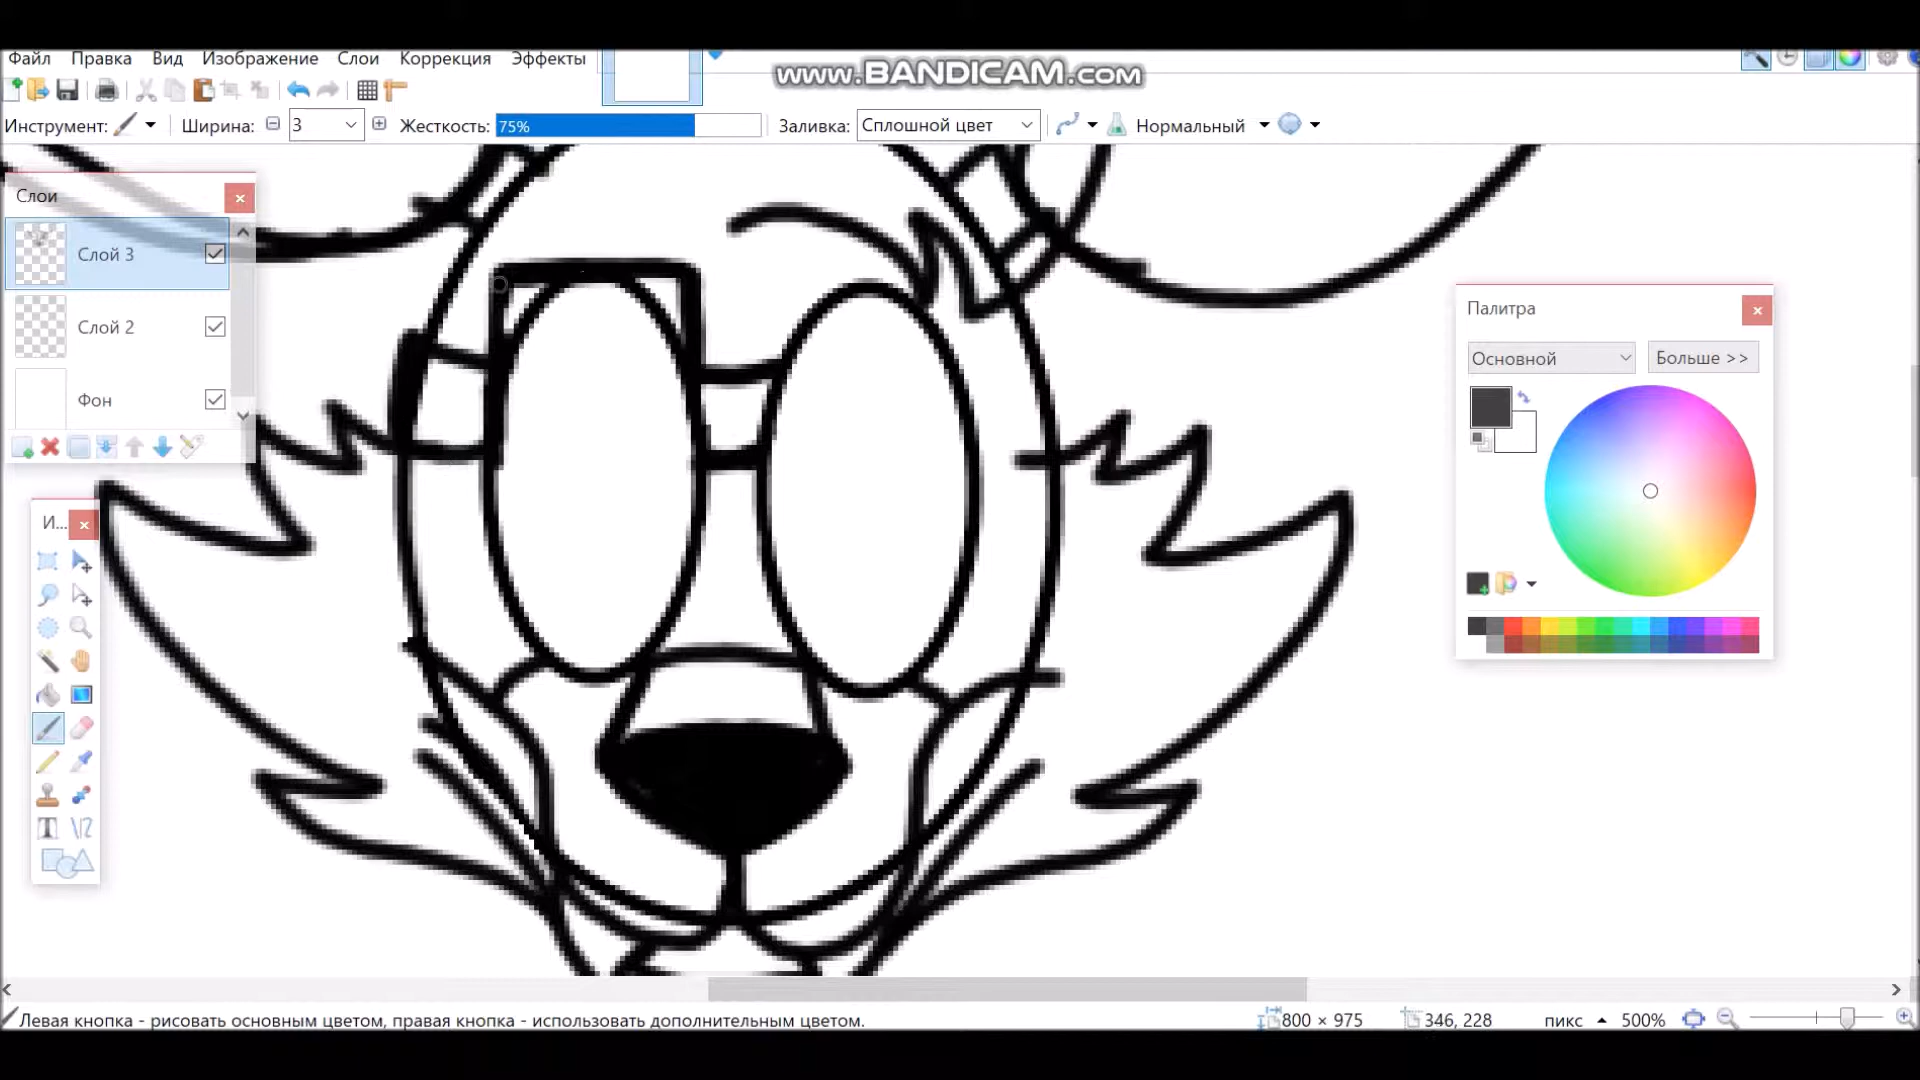 www.BANDICAM.com
Файл Правка Вид Изображение Слои Коррекция Эффекты
Инструмент: Ширина: 3 Жесткость: 75% Заливка: Сплошной цвет Нормальный
Слои
Слой 3
Слой 2
Фон
И...
Палитра
Основной Больше >>
Левая кнопка - рисовать основным цветом, правая кнопка - использовать дополнительным цветом.
800 × 975 346, 228 пикс 500%